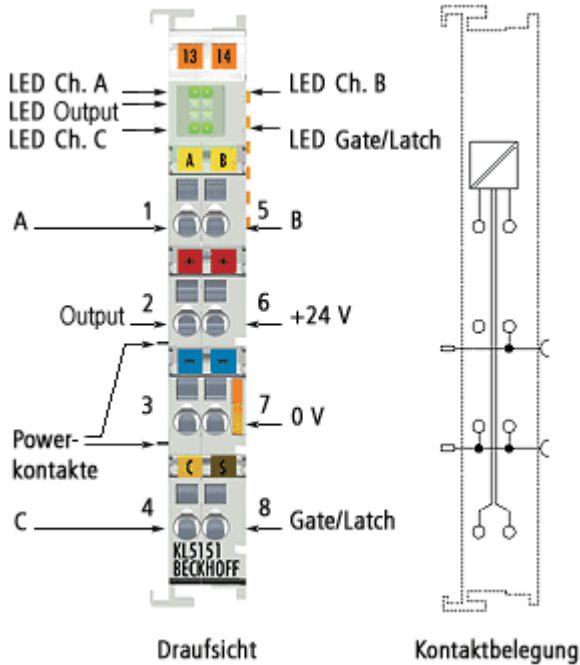 13 14
LED Ch. A
LED Ch. B
LED Output
LED Ch. C
LED Gate/Latch
A B
A 1 5 B
+ +
Output 2 6 +24 V
- -
3 7 0 V
Power-
kontakte
C S
C 4 8 Gate/Latch
KL5151
BECKHOFF
Draufsicht
Kontaktbelegung